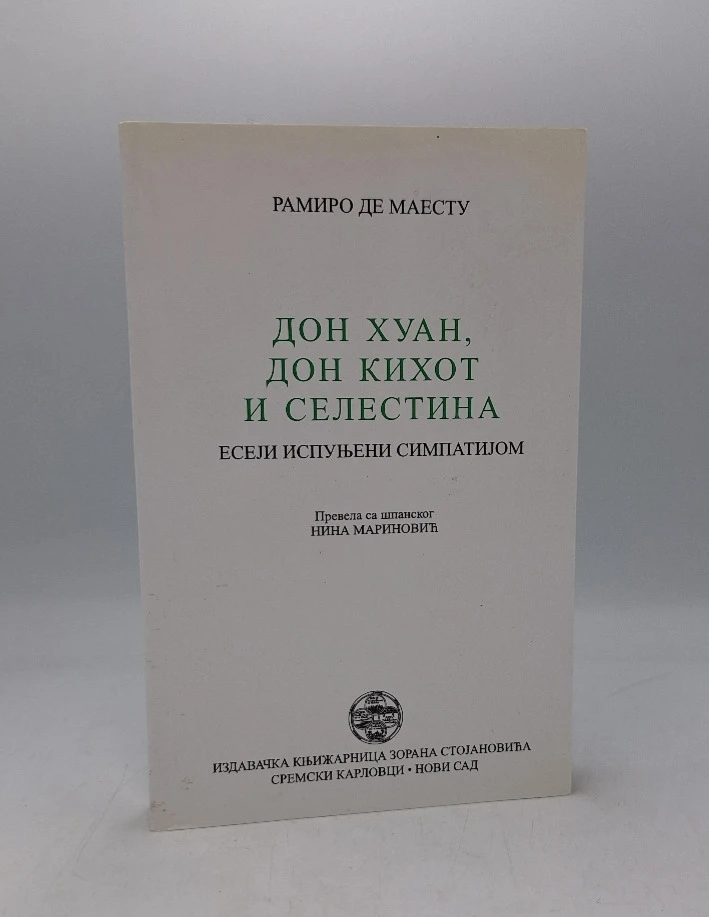 РАМИРО ДЕ МАЕСТУ
ДОН ХУАН,
ДОН КИХОТ
И СЕЛЕСТИНА
ЕСЕЈИ ИСПУЊЕНИ СИМПАТИЈОМ
Превела са шпанског
НИНА МАРИНОВИЋ
ИЗДАВАЧКА КЊИЖАРНИЦА ЗОРАНА СТОЈАНОВИЋА
СРЕМСКИ КАРЛОВЦИ • НОВИ САД